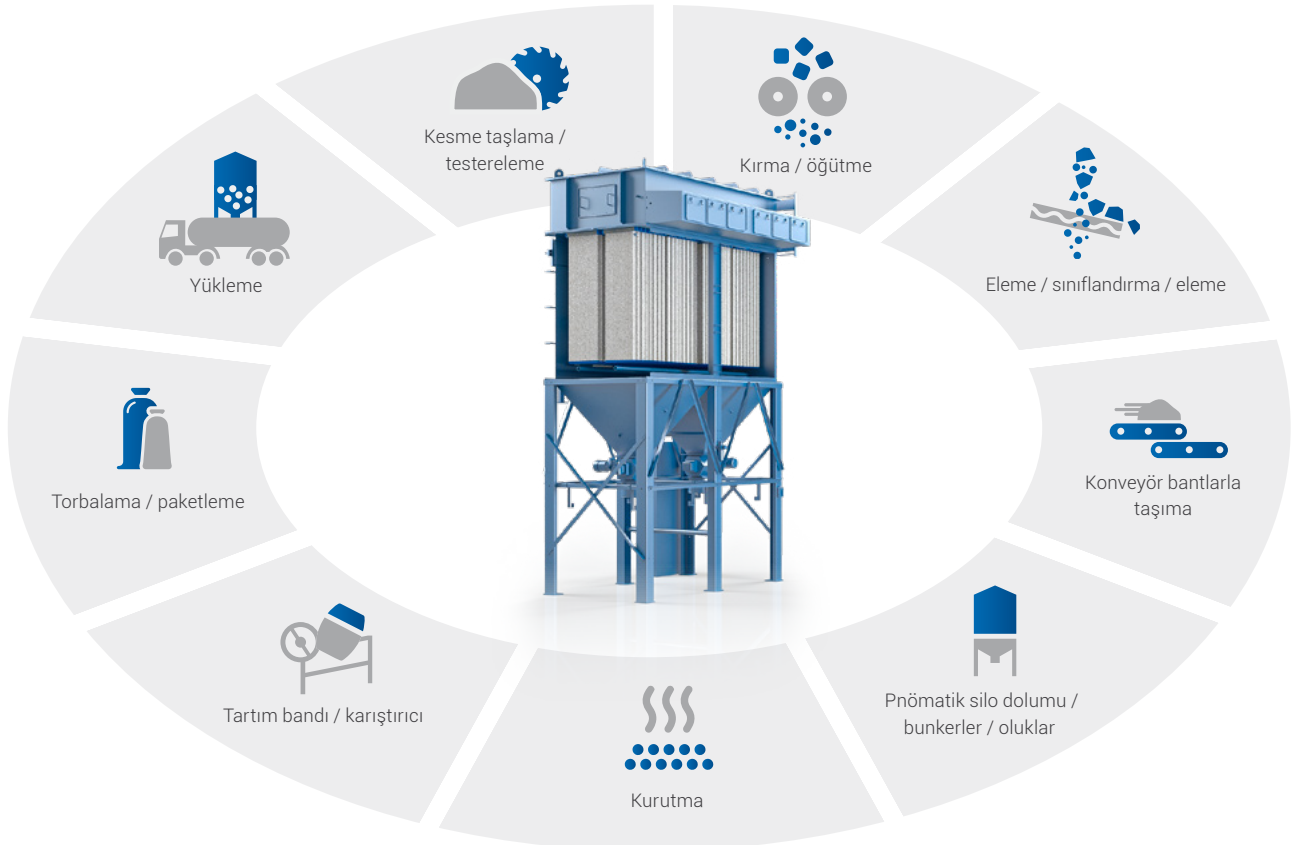 Kesme taşlama /
testereleme
Kırma / öğütme
Eleme / sınıflandırma / eleme
Konveyör bantlarla
taşıma
Pnömatik silo dolumu /
bunkerler / oluklar
Kurutma
Tartım bandı / karıştırıcı
Torbalama / paketleme
Yükleme